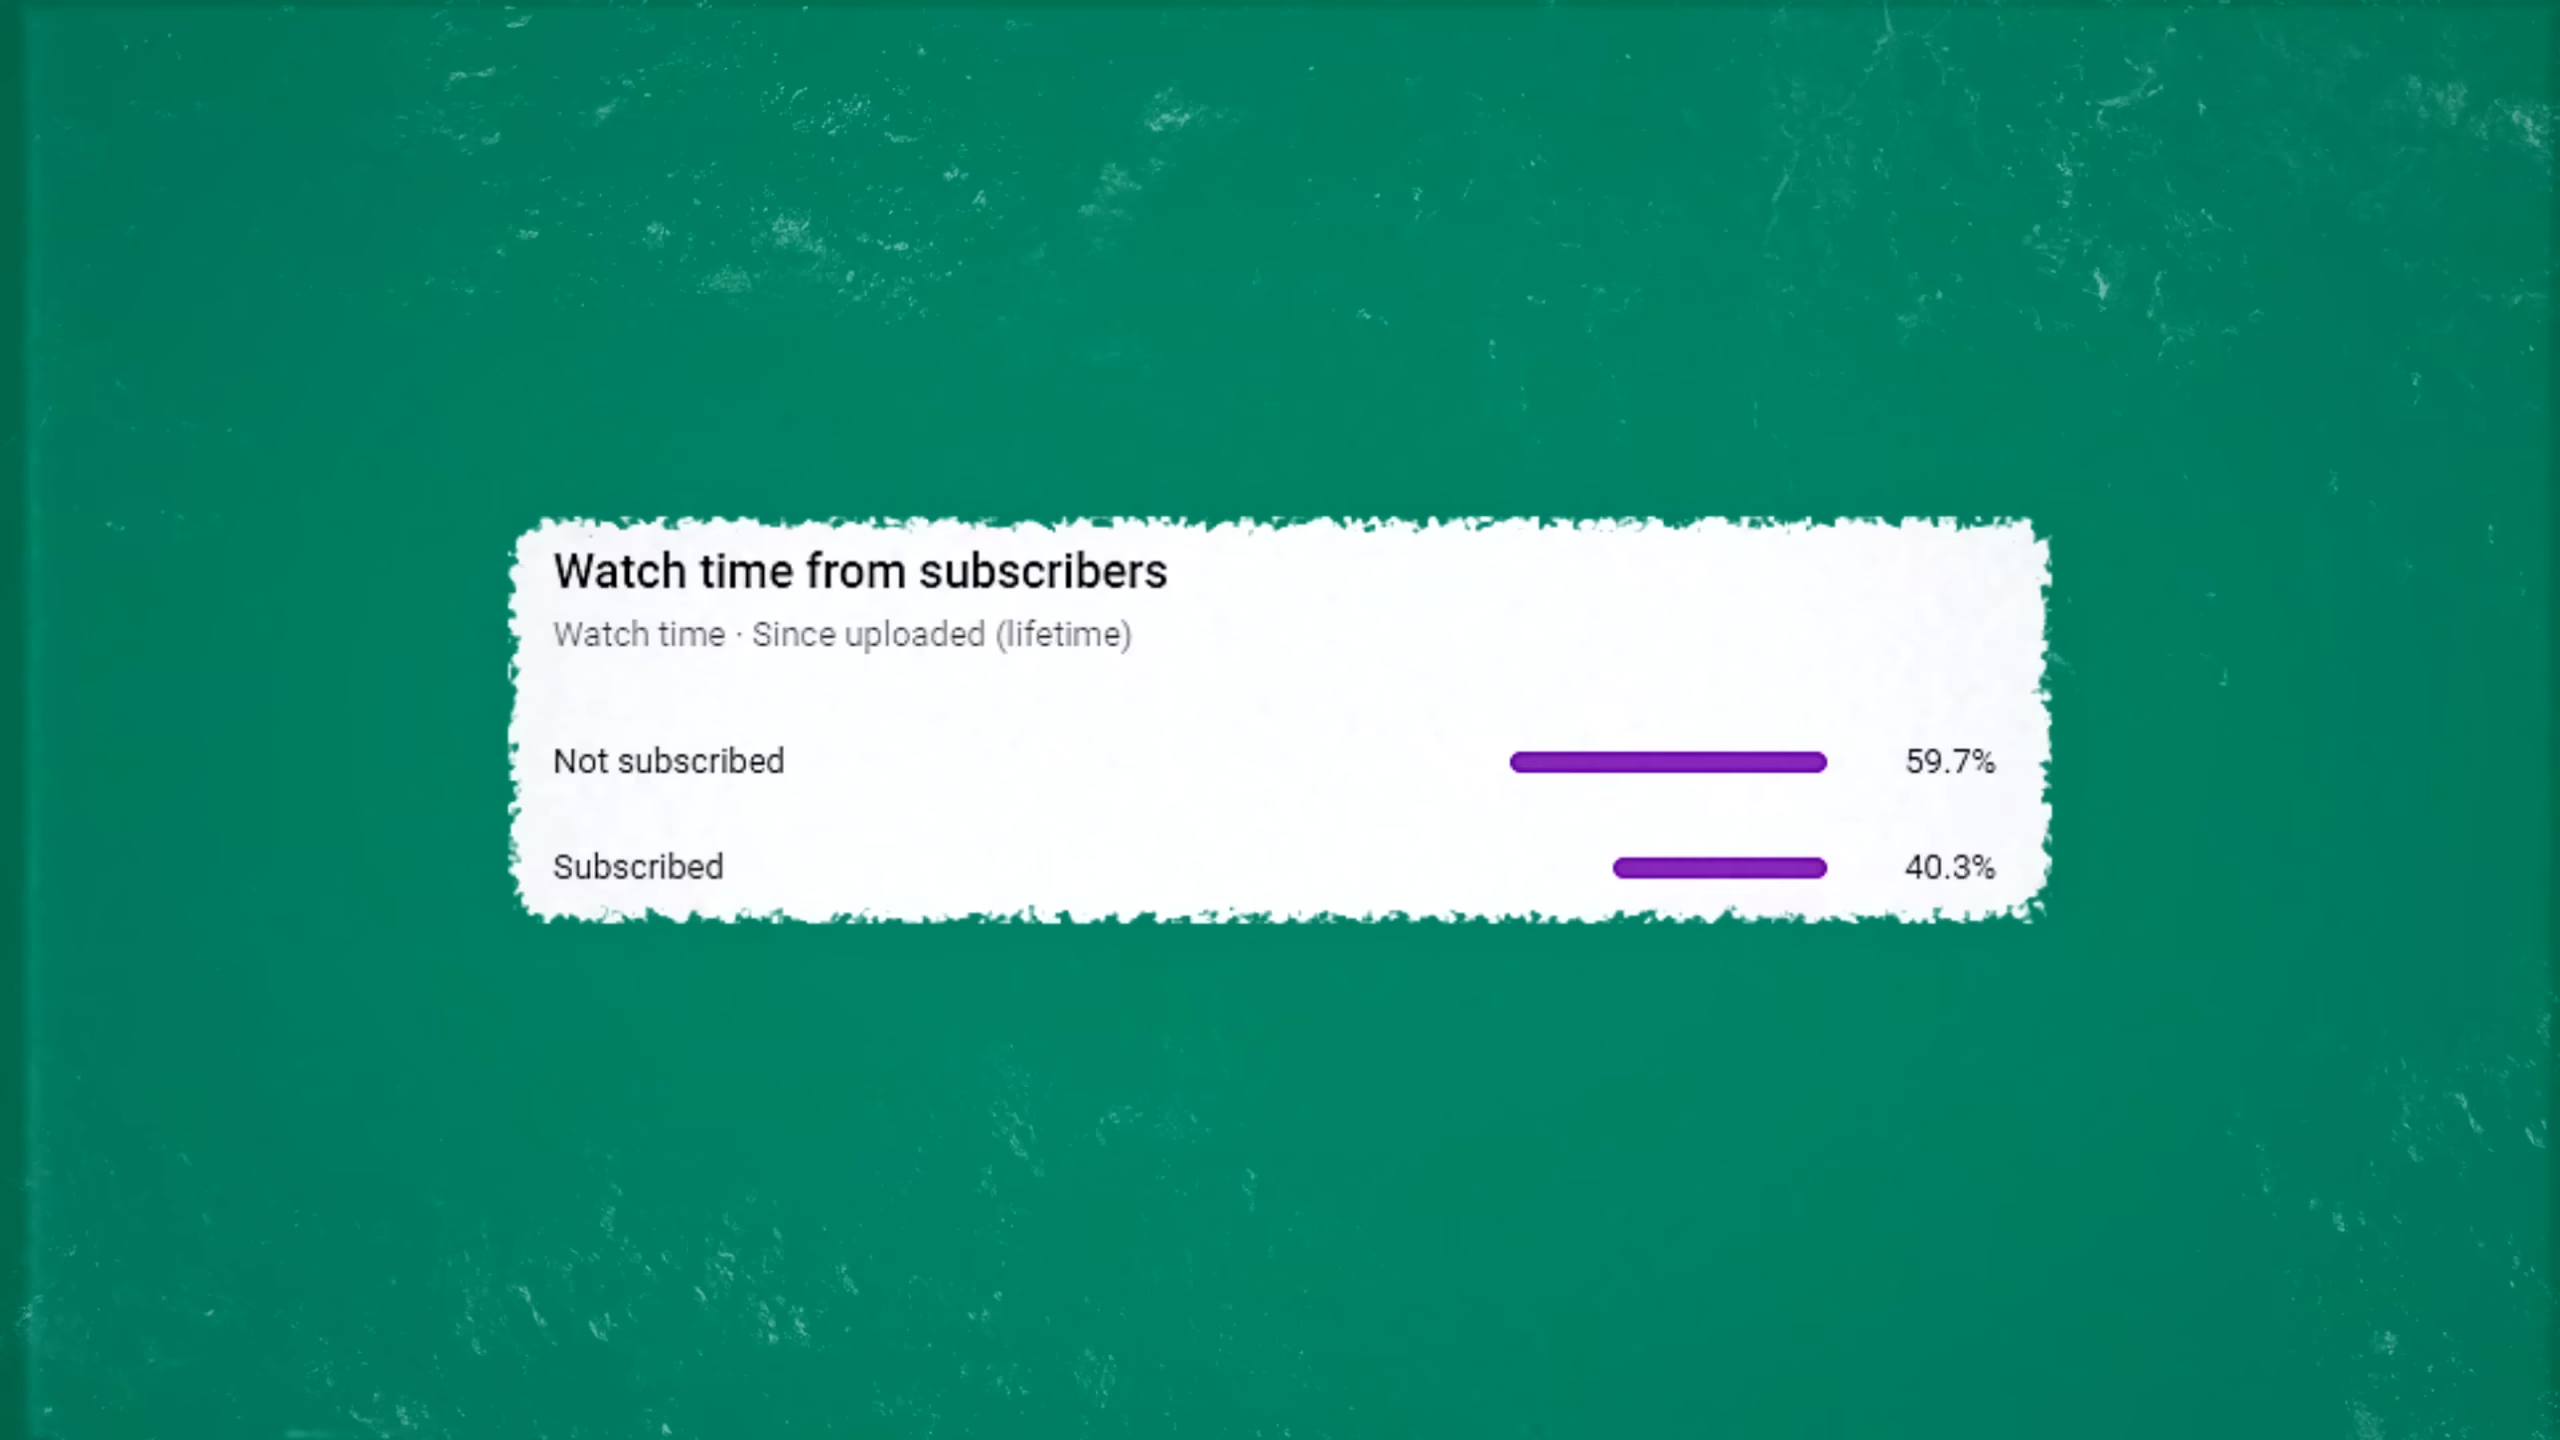 Watch time from subscribers
Watch time · Since uploaded (lifetime)
Not subscribed 59.7%
Subscribed 40.3%